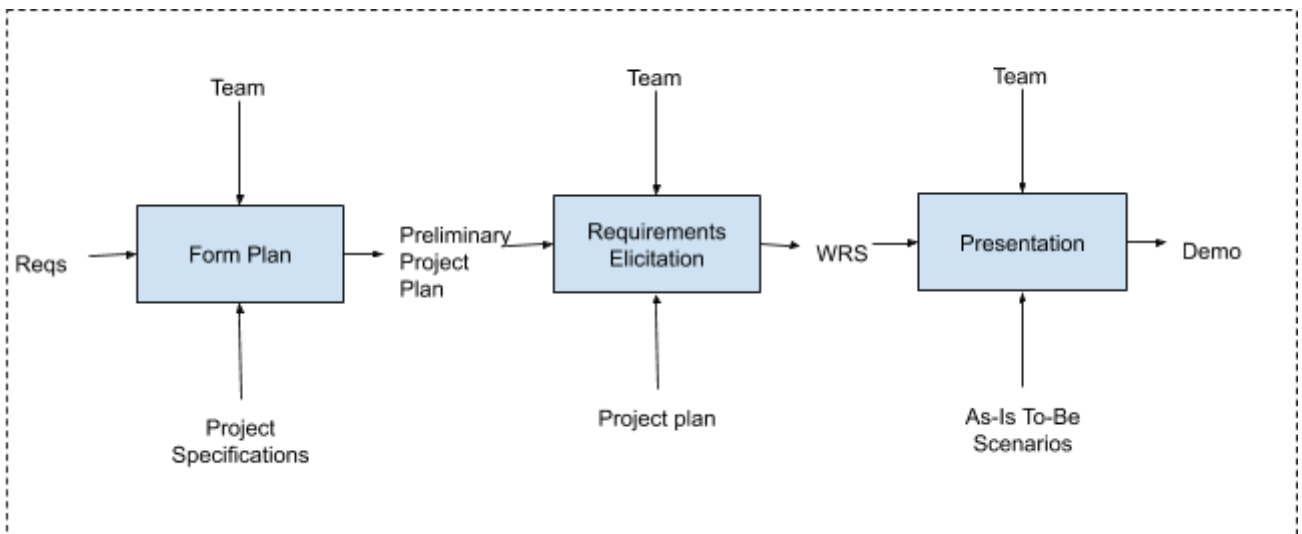 Team
Team
Team
Reqs
Form Plan
Preliminary
Project
Plan
Requirements
Elicitation
WRS
Presentation
Demo
Project
Specifications
Project plan
As-Is To-Be
Scenarios